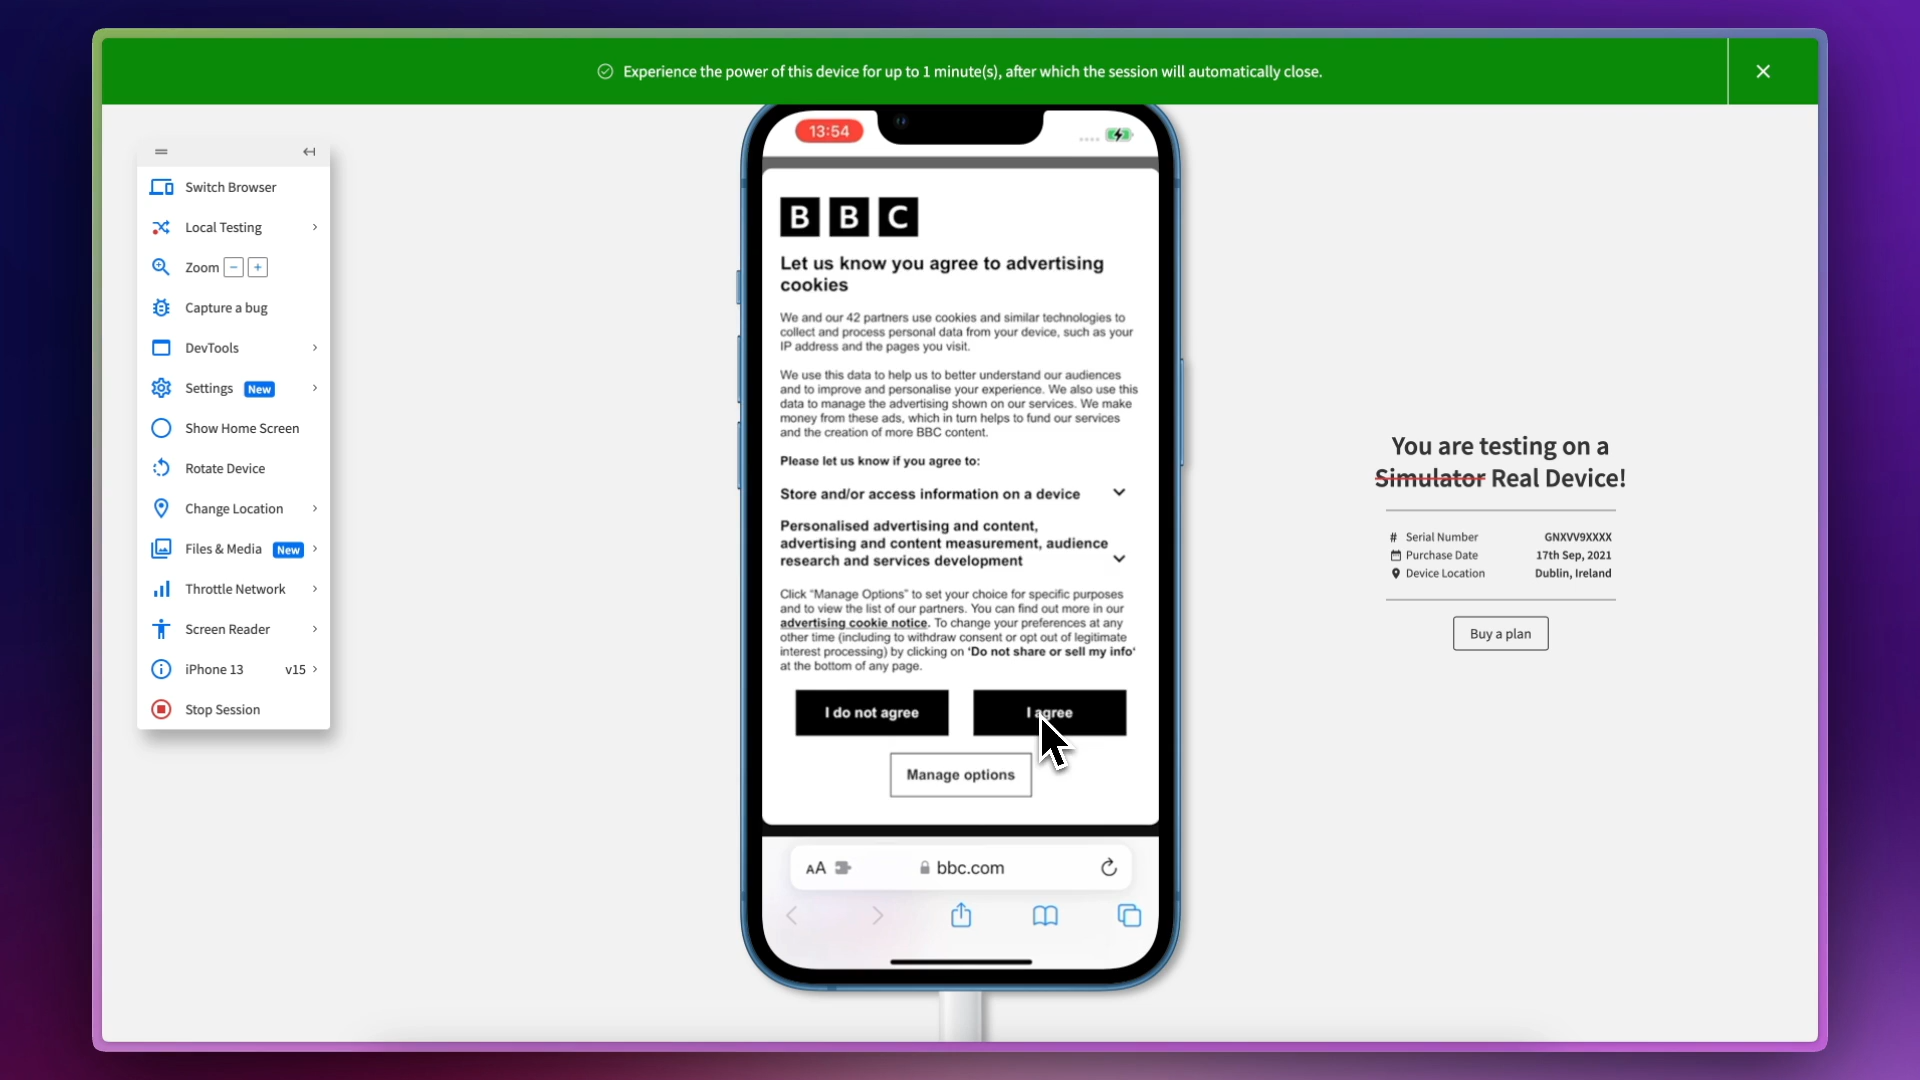 Experience the power of this device for up to 1 minute(s), after which the session will automatically close.
Switch Browser
Local Testing
Zoom − +
Capture a bug
DevTools
Settings New
Show Home Screen
Rotate Device
Change Location
Files & Media New
Throttle Network
Screen Reader
iPhone 13 v15
Stop Session
13:54
BBC
Let us know you agree to advertising
cookies
We and our 42 partners use cookies and similar technologies to
collect and process personal data from your device, such as your
IP address and the pages you visit.
We use this data to help us to better understand our audiences
and to improve and personalise your experience. We also use this
data to manage the advertising shown on our services. We make
money from these ads, which in turn helps to fund our services
and the creation of more BBC content.
Please let us know if you agree to:
Store and/or access information on a device
Personalised advertising and content,
advertising and content measurement, audience
research and services development
Click "Manage Options" to set your choice for specific purposes
and to view the list of our partners. You can find out more in our
advertising cookie notice. To change your preferences at any
other time (including to withdraw consent or opt out of legitimate
interest processing) by clicking on 'Do not share or sell my info'
at the bottom of any page.
I do not agree
I agree
Manage options
AA bbc.com
You are testing on a
Simulator Real Device!
# Serial Number GNXVV9XXXX
Purchase Date 17th Sep, 2021
Device Location Dublin, Ireland
Buy a plan